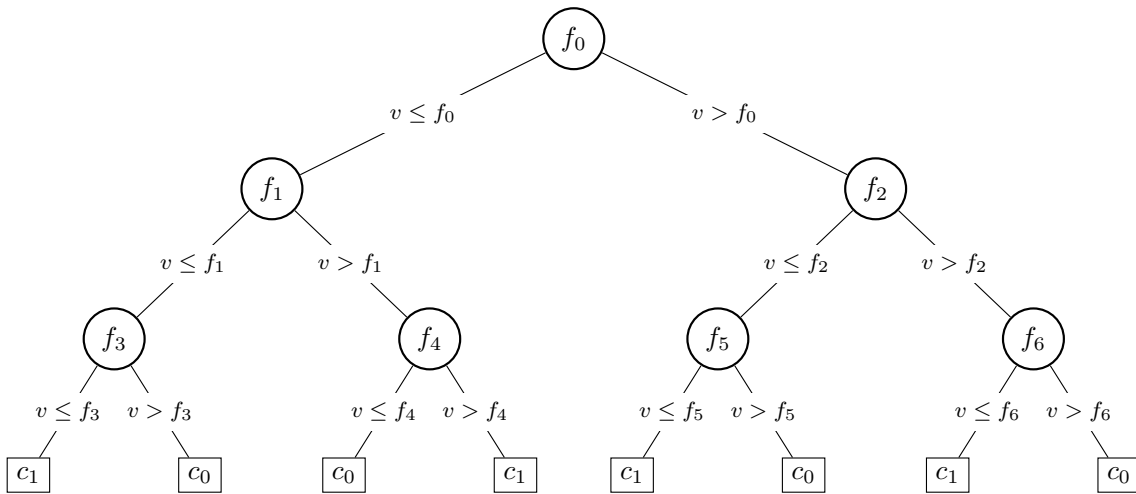 f₀
v ≤ f₀ v > f₀
f₁ f₂
v ≤ f₁ v > f₁ v ≤ f₂ v > f₂
f₃ f₄ f₅ f₆
v ≤ f₃ v > f₃ v ≤ f₄ v > f₄ v ≤ f₅ v > f₅ v ≤ f₆ v > f₆
c₁ c₀ c₀ c₁ c₁ c₀ c₁ c₀